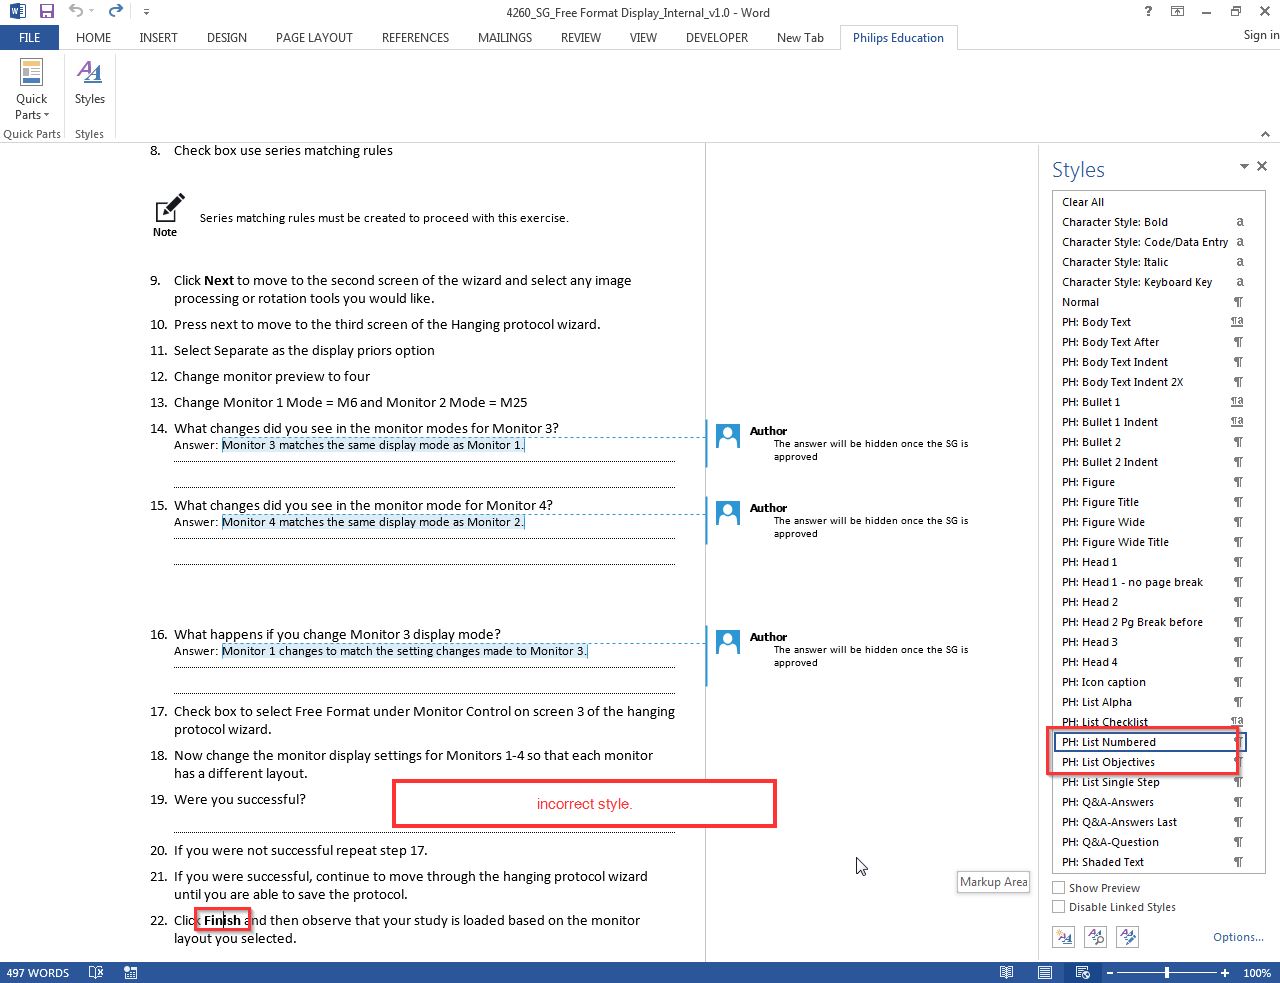 4260_SG_Free Format Display_Internal_v1.0 - Word
FILE HOME INSERT DESIGN PAGE LAYOUT REFERENCES MAILINGS REVIEW VIEW DEVELOPER New Tab Philips Education Sign in
Quick Parts
Styles
Quick Parts Styles
8. Check box use series matching rules
Note
Series matching rules must be created to proceed with this exercise.
9. Click Next to move to the second screen of the wizard and select any image
processing or rotation tools you would like.
10. Press next to move to the third screen of the Hanging protocol wizard.
11. Select Separate as the display priors option
12. Change monitor preview to four
13. Change Monitor 1 Mode = M6 and Monitor 2 Mode = M25
14. What changes did you see in the monitor modes for Monitor 3?
Answer: Monitor 3 matches the same display mode as Monitor 1.
Author
The answer will be hidden once the SG is
approved
15. What changes did you see in the monitor mode for Monitor 4?
Answer: Monitor 4 matches the same display mode as Monitor 2.
Author
The answer will be hidden once the SG is
approved
16. What happens if you change Monitor 3 display mode?
Answer: Monitor 1 changes to match the setting changes made to Monitor 3.
Author
The answer will be hidden once the SG is
approved
17. Check box to select Free Format under Monitor Control on screen 3 of the hanging
protocol wizard.
18. Now change the monitor display settings for Monitors 1-4 so that each monitor
has a different layout.
19. Were you successful?
incorrect style.
20. If you were not successful repeat step 17.
21. If you were successful, continue to move through the hanging protocol wizard
until you are able to save the protocol.
22. Click Finish and then observe that your study is loaded based on the monitor
layout you selected.
Markup Area
Styles
Clear All
Character Style: Bold a
Character Style: Code/Data Entry a
Character Style: Italic a
Character Style: Keyboard Key a
Normal ¶
PH: Body Text ¶a
PH: Body Text After ¶
PH: Body Text Indent ¶
PH: Body Text Indent 2X ¶
PH: Bullet 1 ¶a
PH: Bullet 1 Indent ¶a
PH: Bullet 2 ¶
PH: Bullet 2 Indent ¶
PH: Figure ¶
PH: Figure Title ¶
PH: Figure Wide ¶
PH: Figure Wide Title ¶
PH: Head 1 ¶
PH: Head 1 - no page break ¶
PH: Head 2 ¶
PH: Head 2 Pg Break before ¶
PH: Head 3 ¶
PH: Head 4 ¶
PH: Icon caption ¶
PH: List Alpha ¶
PH: List Checklist ¶a
PH: List Numbered ¶
PH: List Objectives ¶
PH: List Single Step ¶
PH: Q&A-Answers ¶
PH: Q&A-Answers Last ¶
PH: Q&A-Question ¶
PH: Shaded Text ¶
Show Preview
Disable Linked Styles
Options...
497 WORDS 100%